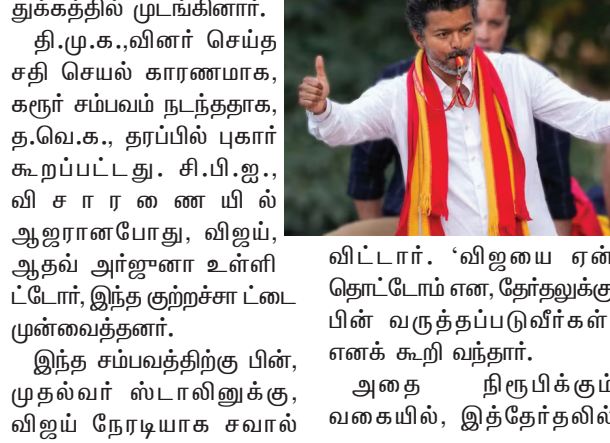 துக்கத்தில் முடங்கினார்.
தி.மு.க.,வினர் செய்த
சதி செயல் காரணமாக,
கரூர் சம்பவம் நடந்ததாக,
த.வெ.க., தரப்பில் புகார்
கூறப்பட்டது. சி.பி.ஐ.,
வி சா ர ணை யி ல்
ஆஜரானபோது, விஜய்,
ஆதவ் அர்ஜுனா உள்ளி
ட்டோர், இந்த குற்றச்சா ட்டை
முன்வைத்தனர்.
இந்த சம்பவத்திற்கு பின்,
முதல்வர் ஸ்டாலினுக்கு,
விஜய் நேரடியாக சவால்
விட்டார். ‘விஜயை ஏன்
தொட்டோம் என, தேர்தலுக்கு
பின் வருத்தப்படுவீர்கள்
எனக் கூறி வந்தார்.
அதை நிரூபிக்கும்
வகையில், இத்தேர்தலில்